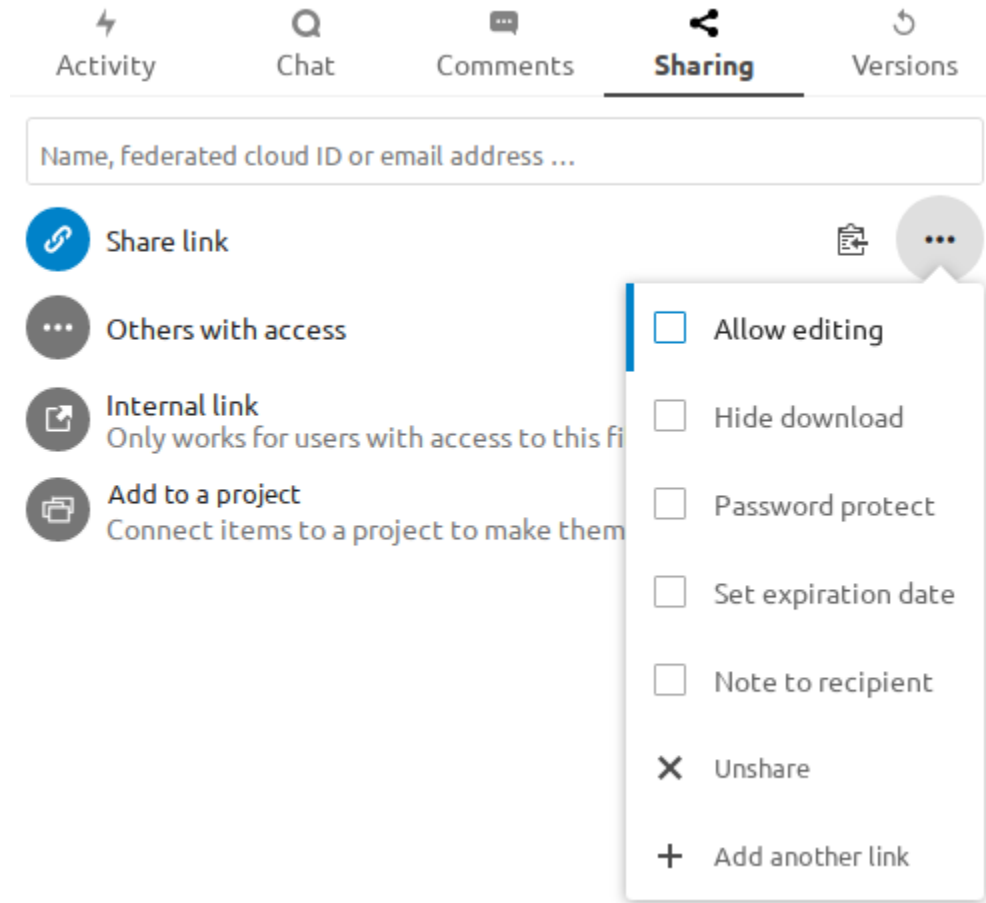 Activity
Chat
Comments
Sharing
Versions
Name, federated cloud ID or email address ...
Share link
Others with access
Internal link
Only works for users with access to this fi
Add to a project
Connect items to a project to make them
Allow editing
Hide download
Password protect
Set expiration date
Note to recipient
Unshare
Add another link